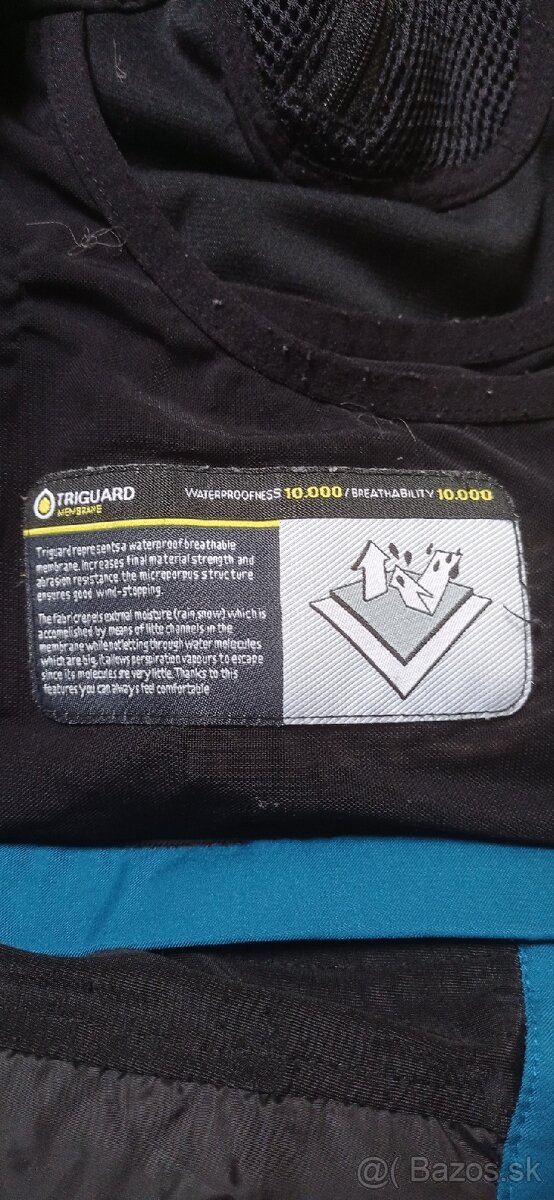 TRIGUARD
MEMBRANE
WATERPROOFNESS 10.000 / BREATHABILITY 10.000
Triguard represents a waterproof breathable
membrane. Increases final material strength and
abrasion resistance. the microporous structure
ensures good wind-stopping.
The fabric repels external moisture (rain, snow) which is
accomplished by means of little channels in the
membrane while not letting through water molecules
which are big, it allows perspiration vapours to escape
since its molecules are very little. Thanks to this
features you can always feel comfortable
@( Bazos.sk